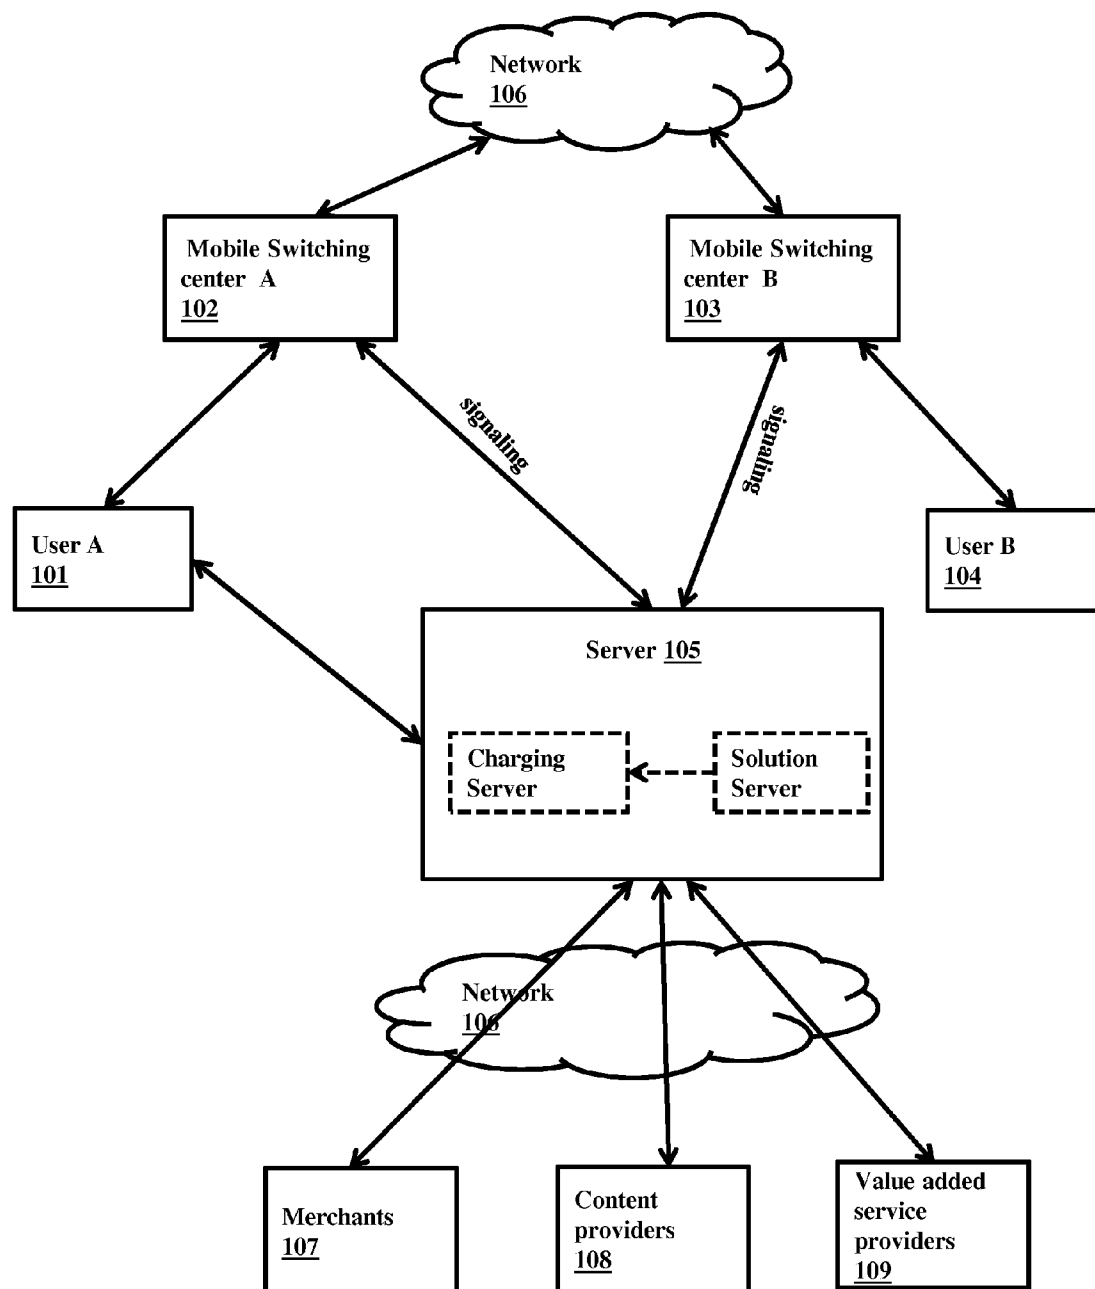 Network
106
Mobile Switching
center A
102
Mobile Switching
center B
103
signaling
signaling
User A
101
User B
104
Server 105
Charging
Server
Solution
Server
Network
106
Merchants
107
Content
providers
108
Value added
service
providers
109